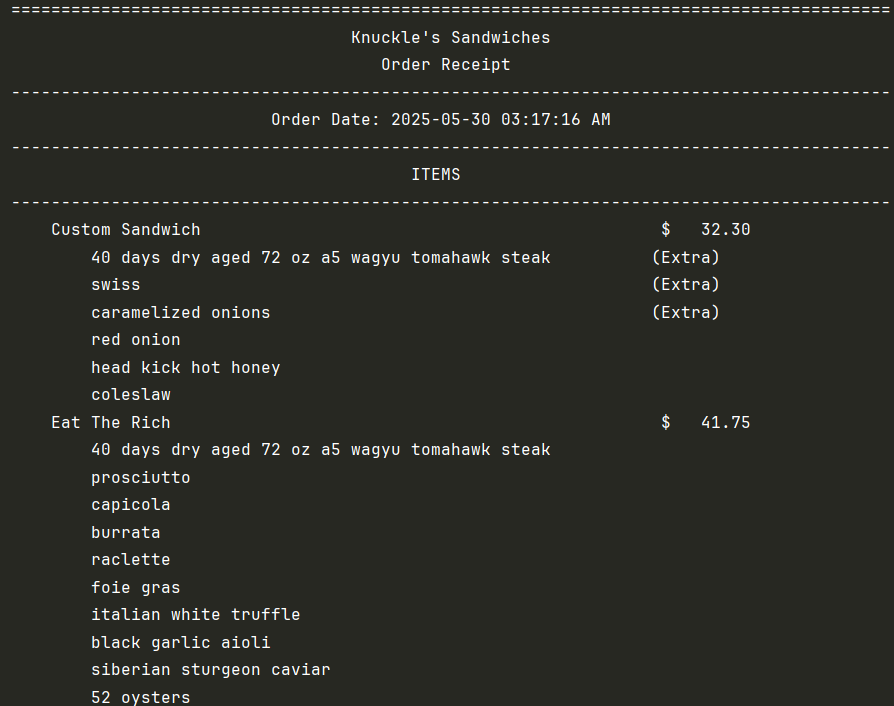 ========================================================================================
Knuckle's Sandwiches
Order Receipt
----------------------------------------------------------------------------------------
Order Date: 2025-05-30 03:17:16 AM
----------------------------------------------------------------------------------------
ITEMS
----------------------------------------------------------------------------------------
Custom Sandwich $ 32.30
40 days dry aged 72 oz a5 wagyu tomahawk steak (Extra)
swiss (Extra)
caramelized onions (Extra)
red onion
head kick hot honey
coleslaw
Eat The Rich $ 41.75
40 days dry aged 72 oz a5 wagyu tomahawk steak
prosciutto
capicola
burrata
raclette
foie gras
italian white truffle
black garlic aioli
siberian sturgeon caviar
52 oysters